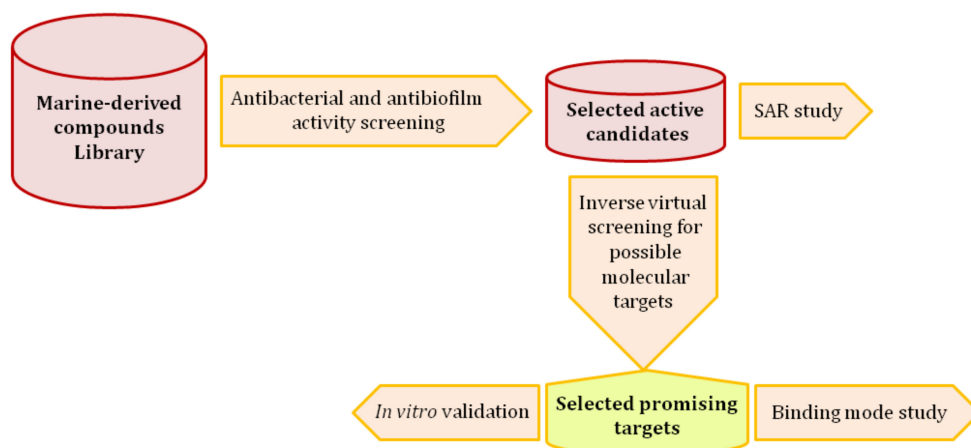 Marine-derived
compounds
Library
Antibacterial and antibiofilm
activity screening
Selected active
candidates
SAR study
Inverse virtual
screening for
possible
molecular
targets
In vitro validation
Selected promising
targets
Binding mode study